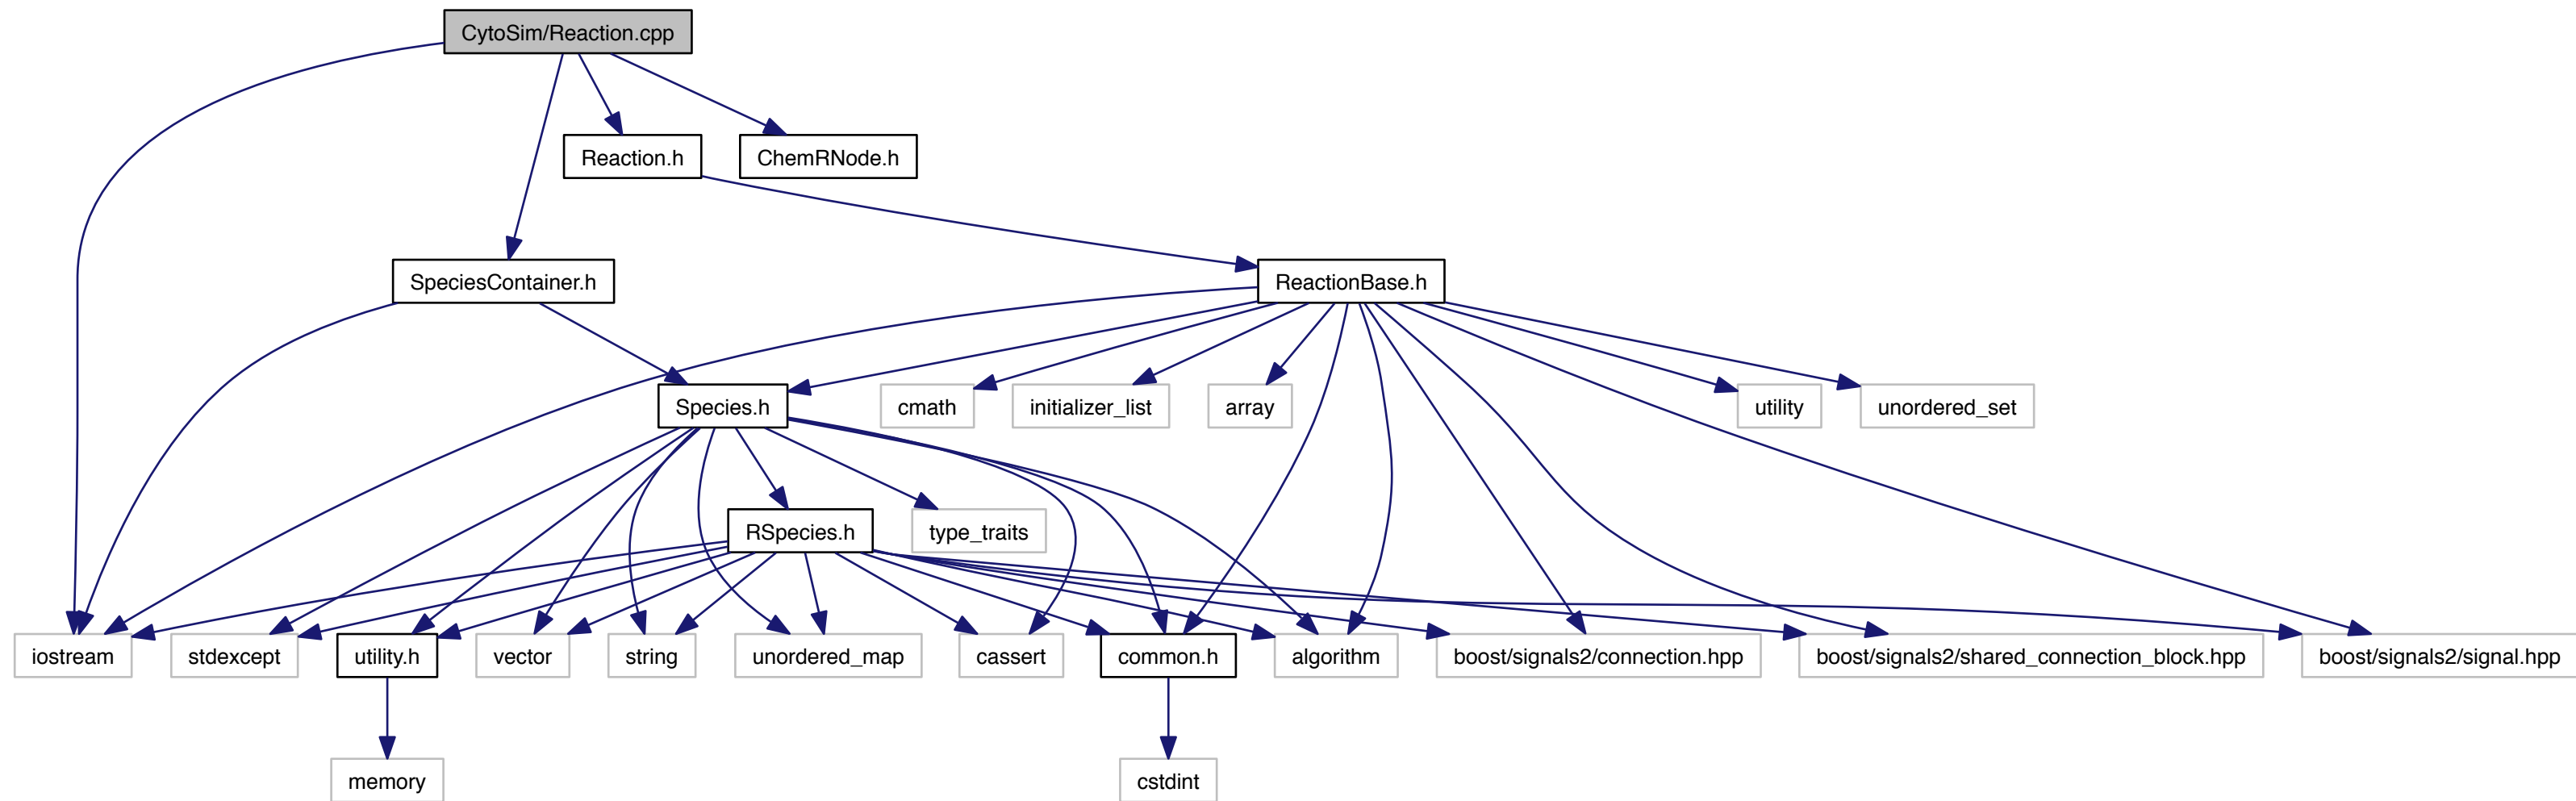 CytoSim/Reaction.cpp
Reaction.h
ChemRNode.h
SpeciesContainer.h
ReactionBase.h
Species.h
cmath
initializer_list
array
utility
unordered_set
RSpecies.h
type_traits
iostream
stdexcept
utility.h
vector
string
unordered_map
cassert
common.h
algorithm
boost/signals2/connection.hpp
boost/signals2/shared_connection_block.hpp
boost/signals2/signal.hpp
memory
cstdint